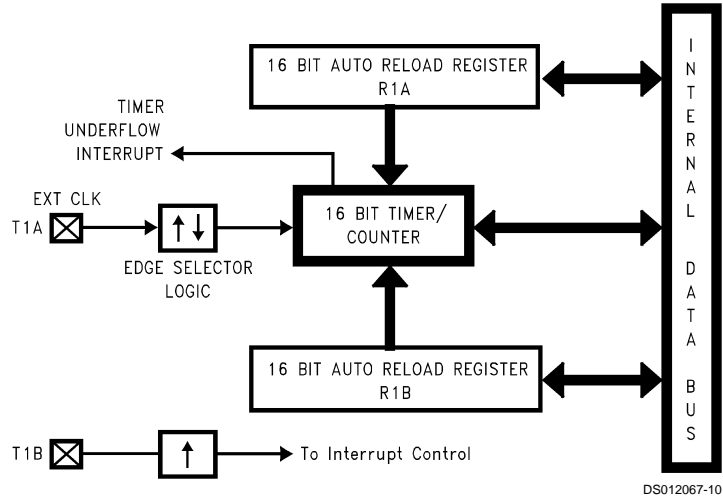 16 BIT AUTO RELOAD REGISTER
R1A
TIMER
UNDERFLOW
INTERRUPT
EXT CLK
T1A
EDGE SELECTOR
LOGIC
16 BIT TIMER/
COUNTER
16 BIT AUTO RELOAD REGISTER
R1B
T1B
To Interrupt Control
INTERNAL DATA BUS
DS012067-10